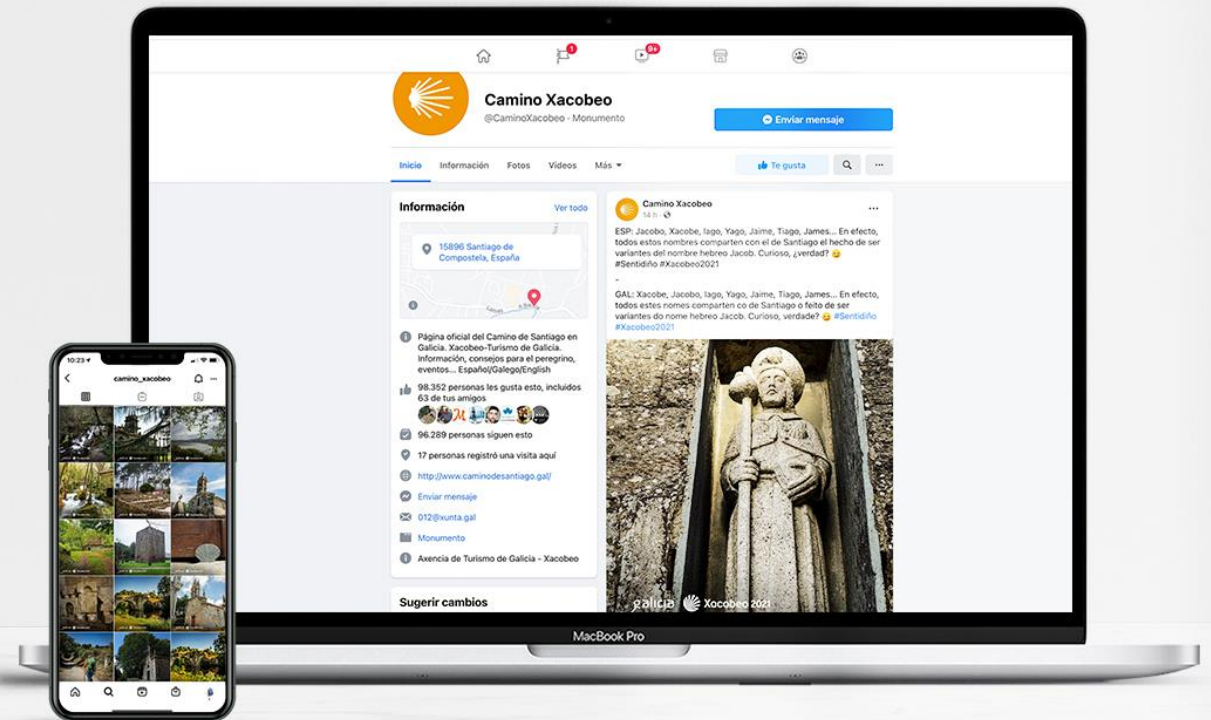 1
9+
Camino Xacobeo
@CaminoXacobeo · Monumento
Enviar mensaje
Inicio
Información
Fotos
Vídeos
Más
Te gusta
Información
Ver todo
15896 Santiago de
Compostela, España
Página oficial del Camino de Santiago en
Galicia. Xacobeo-Turismo de Galicia.
Información, consejos para el peregrino,
eventos... Español/Galego/English
98.352 personas les gusta esto, incluidos
63 de tus amigos
96.289 personas siguen esto
17 personas registró una visita aquí
http://www.caminodesantiago.gal/
Enviar mensaje
012@xunta.gal
Monumento
Axencia de Turismo de Galicia - Xacobeo
Sugerir cambios
Camino Xacobeo
14 h
ESP: Jacobo, Xacobe, Iago, Yago, Jaime, Tiago, James... En efecto,
todos estos nombres comparten con el de Santiago el hecho de ser
variantes del nombre hebreo Jacob. Curioso, ¿verdad? 😉
#Sentidiño #Xacobeo2021
-
GAL: Xacobe, Jacobo, Iago, Yago, Jaime, Tiago, James... En efecto,
todos estes nomes comparten co de Santiago o feito de ser
variantes do nome hebreo Jacob. Curioso, verdade? 😉 #Sentidiño
#Xacobeo2021
galicia Xacobeo 2021
MacBook Pro
10:23
camino_xacobeo